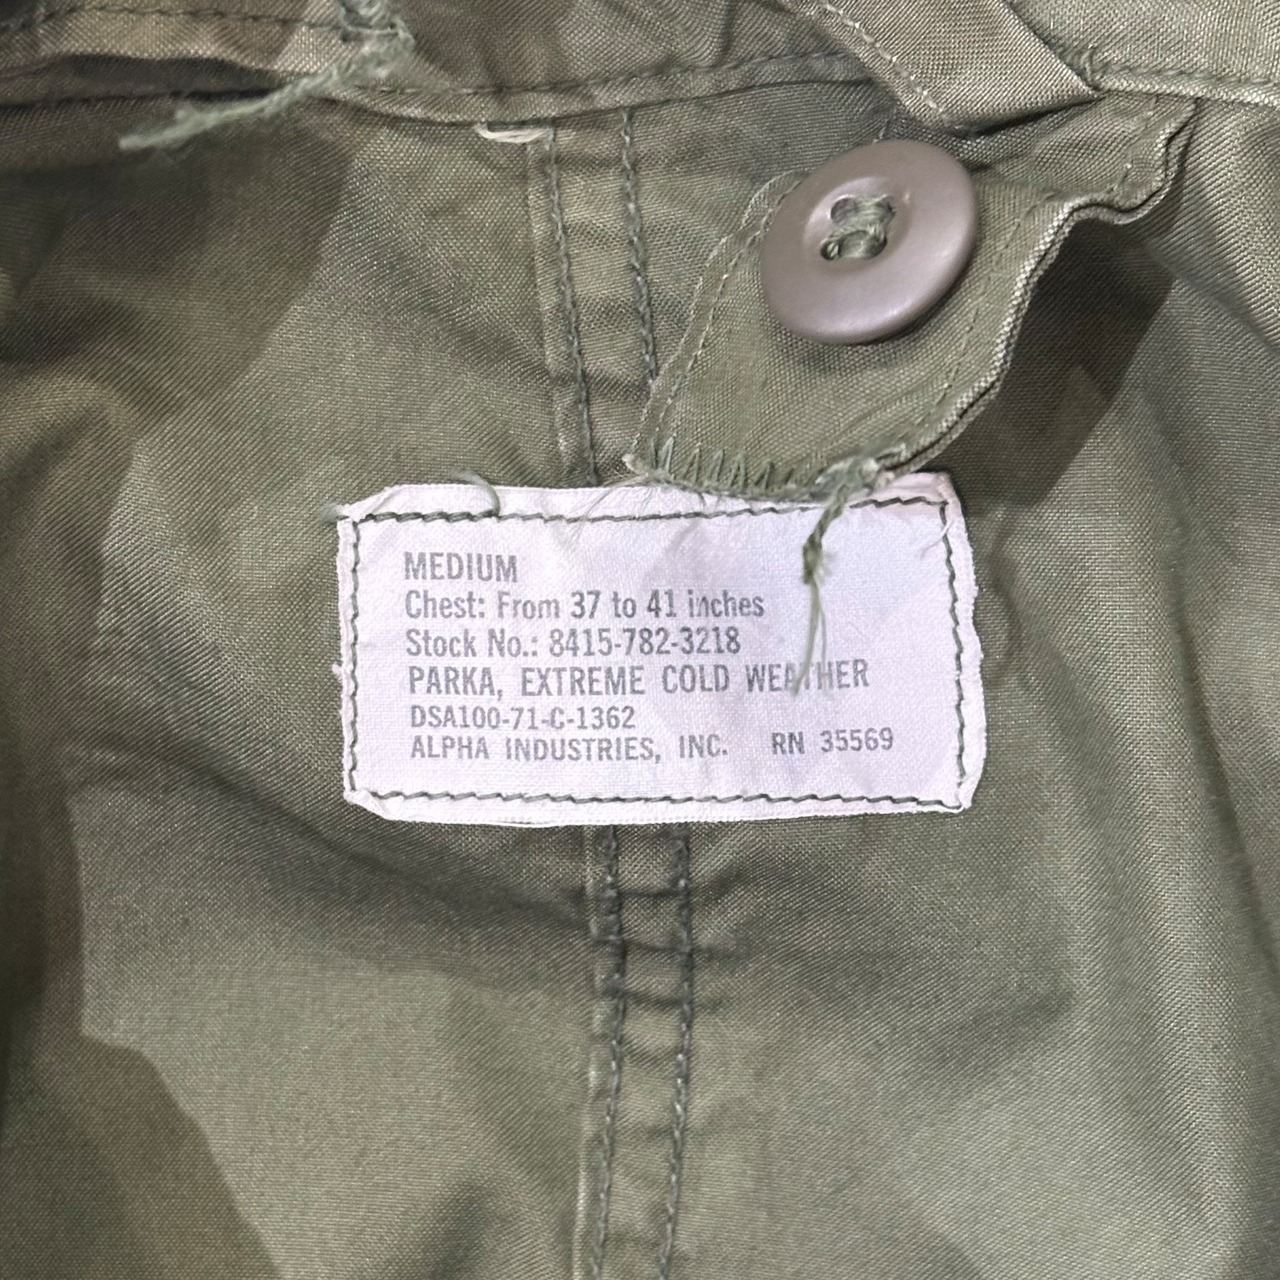 MEDIUM
Chest: From 37 to 41 inches
Stock No.: 8415-782-3218
PARKA, EXTREME COLD WEATHER
DSA100-71-C-1362
ALPHA INDUSTRIES, INC. RN 35569